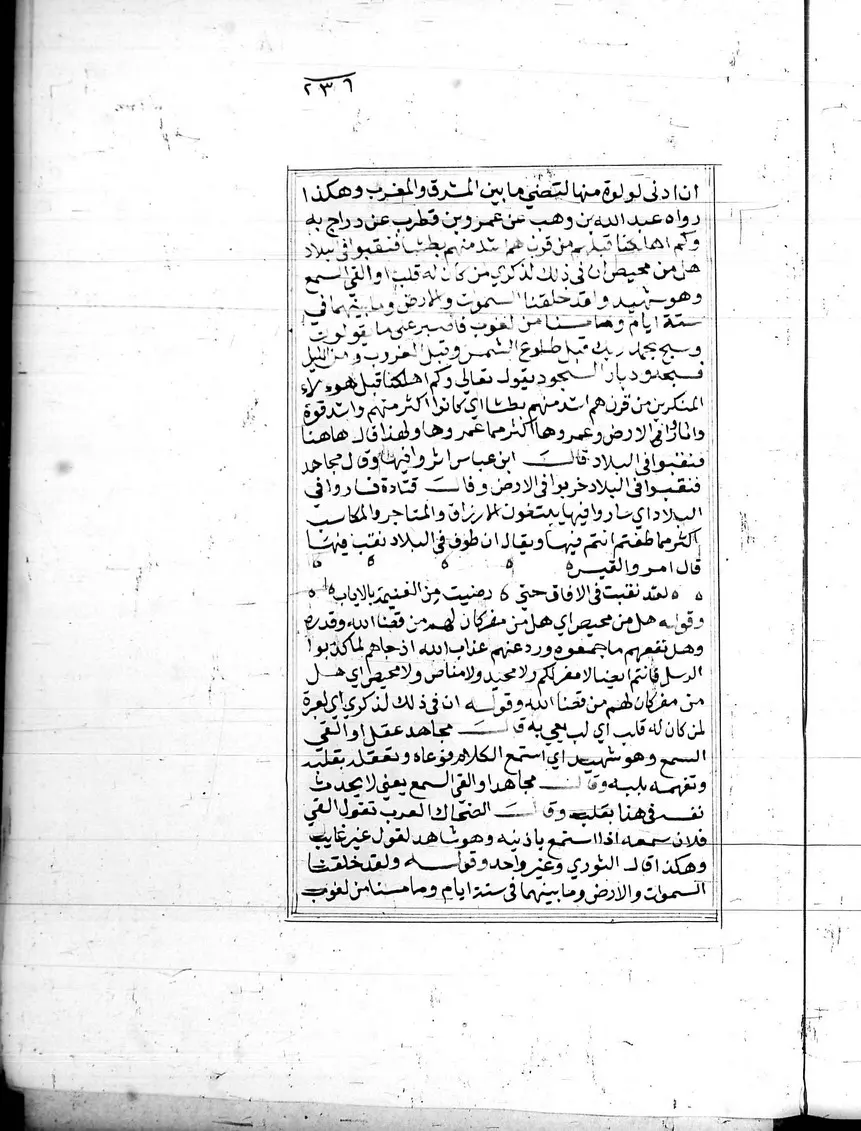 ٢٣٦
ان ادنى لولوة منها لتضي ما بين المشرق والمغرب وهكذا
رواه عبد الله بن وهب عن عمرو بن قطرب عن دراج به
وكم اهلكنا قبلهم من قرن هم اشد منهم بطشا فنقبوا في البلاد
هل من محيص ان في ذلك لذكري لمن كان له قلب او القي السمع
وهو شهيد ولقد خلقنا السموت والارض وما بينهما في
ستة ايام وما مسنا من لغوب فاصبر على ما يقولون
وسبح بحمد ربك قبل طلوع الشمس وقبل الغروب ومن الليل
فسبحه ودبار السجود يقول تعالى وكم اهلكنا قبل هوءلاء
المنكرين من قرن هم اشد منهم بطشا اي كانوا اكثر منهم واشد قوة
واثاروا في الارض وعمروها اكثر مما عمروها ولهذا قال هاهنا
فنقبوا في البلاد قال ابن عباس اثروا فيها وقال مجاهد
فنقبوا في البلاد ضربوا في الارض وقال قتادة فساروا في
البلاد اي ساروا فيها يبتغون الارزاق والمتاجر والمكاسب
اكثر مما طفتم انتم فيها ويقال لمن طوف في البلاد نقب فيها
قال امرو القيس ه ه ه ه
ه ه لقد نقبت في الافاق حتى ه رضيت من الغنيمة بالاياب ه ه
وقوله هل من محيص اي هل من مفر كان لهم من قضا الله وقدره
وهل نفعهم ما جمعوه ورد عنهم عذاب الله اذ جاهم لما كذبوا
الرسل فانتم ايضا لا مفر لكم ولا محيد ولا مناص ولا محيص اي هل
من مفر كان لهم من قضا الله وقوله ان في ذلك لذكري اي لعبرة
لمن كان له قلب اي لب يعي به قال مجاهد عقل او القي
السمع وهو شهيد اي استمع الكلام فوعاه وتعقله بقلبه
وتفهمه بلبه وقال مجاهد او القي السمع يعني لا يحدث
نفسه في هذا بقلب وقال الضحاك العرب تقول القي
فلان سمعه اذا استمع باذنيه وهو شاهد لقول غير غايب
وهكذا قال الثوري وغير واحد وقوله ولقد خلقنا
السموات والارض وما بينهما في ستة ايام وما مسنا من لغوب